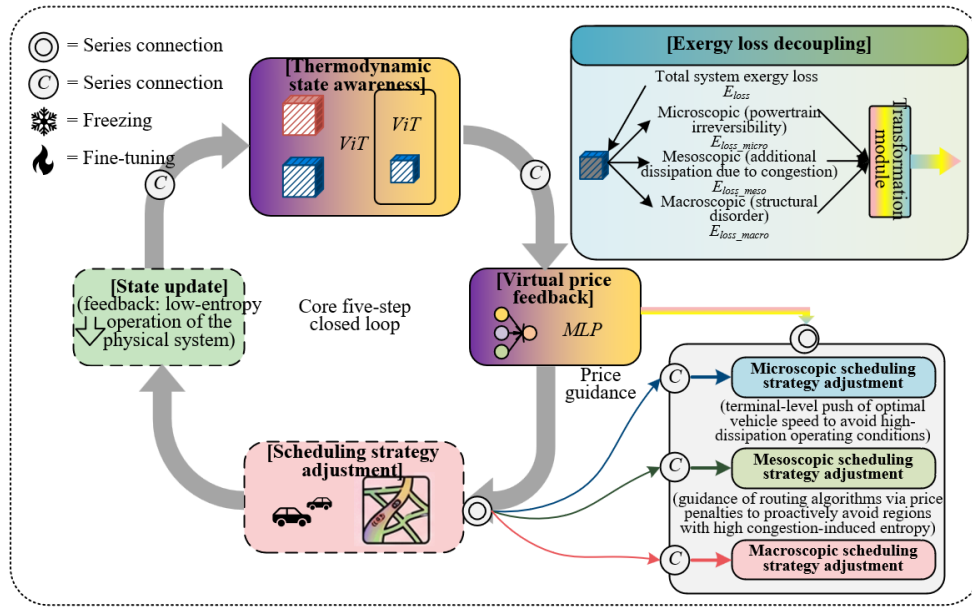 = Series connection
C = Series connection
= Freezing
= Fine-tuning
[Thermodynamic
state awareness]
ViT
ViT
C
C
[Exergy loss decoupling]
Total system exergy loss
E_loss
Microscopic (powertrain
irreversibility)
E_loss_micro
Mesoscopic (additional
dissipation due to congestion)
E_loss_meso
Macroscopic (structural
disorder)
E_loss_macro
Transformation
module
[State update]
(feedback: low-entropy
operation of the
physical system)
Core five-step
closed loop
[Virtual price
feedback]
MLP
Price
guidance
[Scheduling strategy
adjustment]
C
Microscopic scheduling
strategy adjustment
(terminal-level push of optimal
vehicle speed to avoid high-
dissipation operating conditions)
C
Mesoscopic scheduling
strategy adjustment
(guidance of routing algorithms via price
penalties to proactively avoid regions
with high congestion-induced entropy)
C
Macroscopic scheduling
strategy adjustment